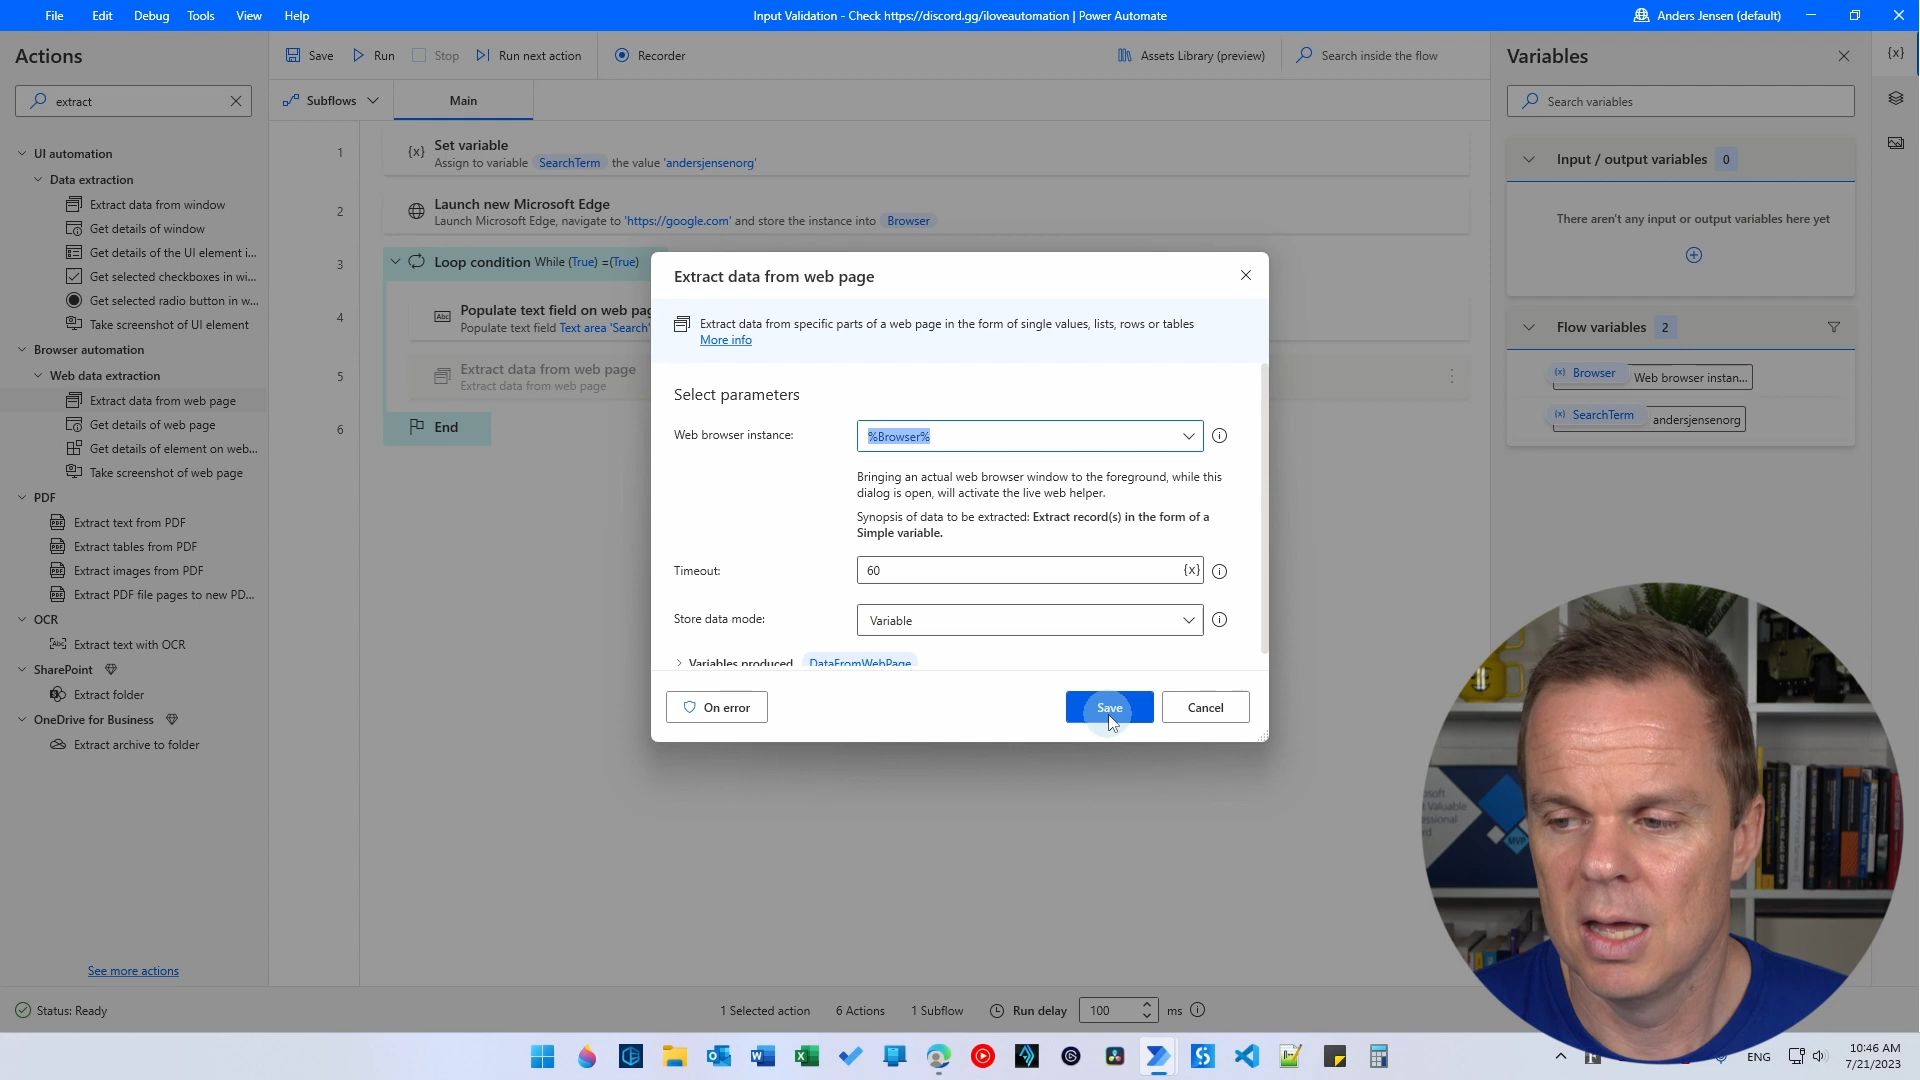 File
Edit
Debug
Tools
View
Help
Input Validation - Check https://discord.gg/iloveautomation | Power Automate
Anders Jensen (default)
Actions
extract
UI automation
Data extraction
Extract data from window
Get details of window
Get details of the UI element i...
Get selected checkboxes in wi...
Get selected radio button in w...
Take screenshot of UI element
Browser automation
Web data extraction
Extract data from web page
Get details of web page
Get details of element on web...
Take screenshot of web page
PDF
Extract text from PDF
Extract tables from PDF
Extract images from PDF
Extract PDF file pages to new PD...
OCR
Extract text with OCR
SharePoint
Extract folder
OneDrive for Business
Extract archive to folder
See more actions
Save
Run
Stop
Run next action
Recorder
Assets Library (preview)
Search inside the flow
Subflows
Main
1
{x}
Set variable
Assign to variable SearchTerm the value 'andersjensenorg'
2
Launch new Microsoft Edge
Launch Microsoft Edge, navigate to 'https://google.com' and store the instance into Browser
3
Loop condition While (True) =(True)
4
Abc
Populate text field on web pag
Populate text field Text area 'Search'
5
Extract data from web page
Extract data from web page
6
End
Extract data from web page
Extract data from specific parts of a web page in the form of single values, lists, rows or tables
More info
Select parameters
Web browser instance:
%Browser%
Bringing an actual web browser window to the foreground, while this
dialog is open, will activate the live web helper.
Synopsis of data to be extracted: Extract record(s) in the form of a
Simple variable.
Timeout:
60
{x}
Store data mode:
Variable
Variables produced DataFromWebPage
On error
Save
Cancel
Variables
{x}
Search variables
Input / output variables 0
There aren't any input or output variables here yet
Flow variables 2
(x) Browser
Web browser instan...
(x) SearchTerm
andersjensenorg
Status: Ready
1 Selected action
6 Actions
1 Subflow
Run delay
100
ms
ENG
10:46 AM
7/21/2023